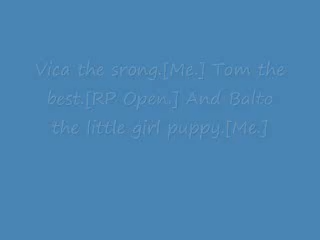 Vica the srong.[Me.] Tom the
best.[RP Open.] And Balto
the little girl puppy.[Me.]